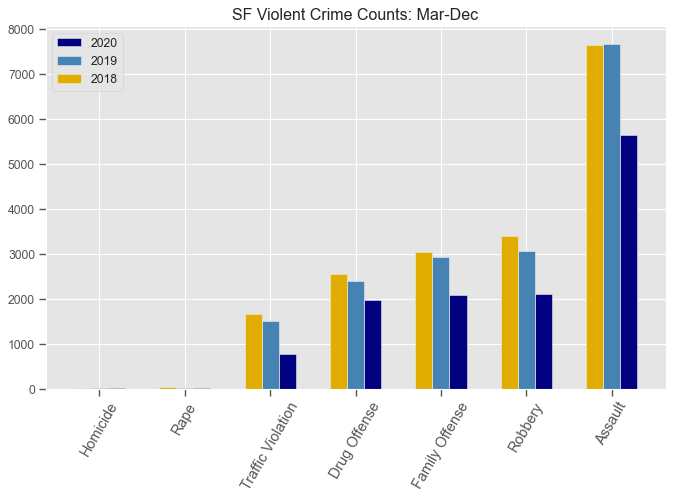 SF Violent Crime Counts: Mar-Dec
2020
2019
2018
8000
7000
6000
5000
4000
3000
2000
1000
0
Homicide
Rape
Traffic Violation
Drug Offense
Family Offense
Robbery
Assault